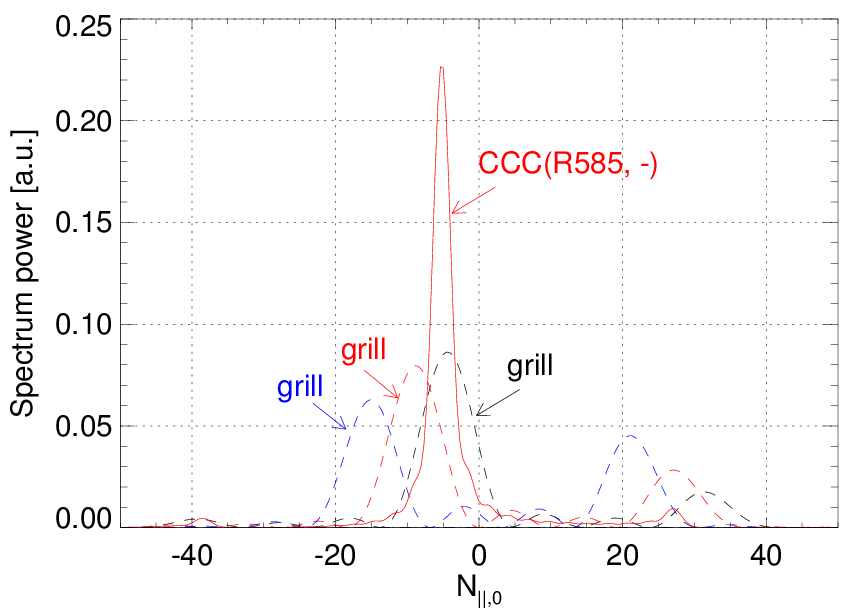 0.25
0.20
0.15
0.10
0.05
0.00
Spectrum power [a.u.]
CCC(R585, -)
grill
grill
grill
-40 -20 0 20 40
N||,0